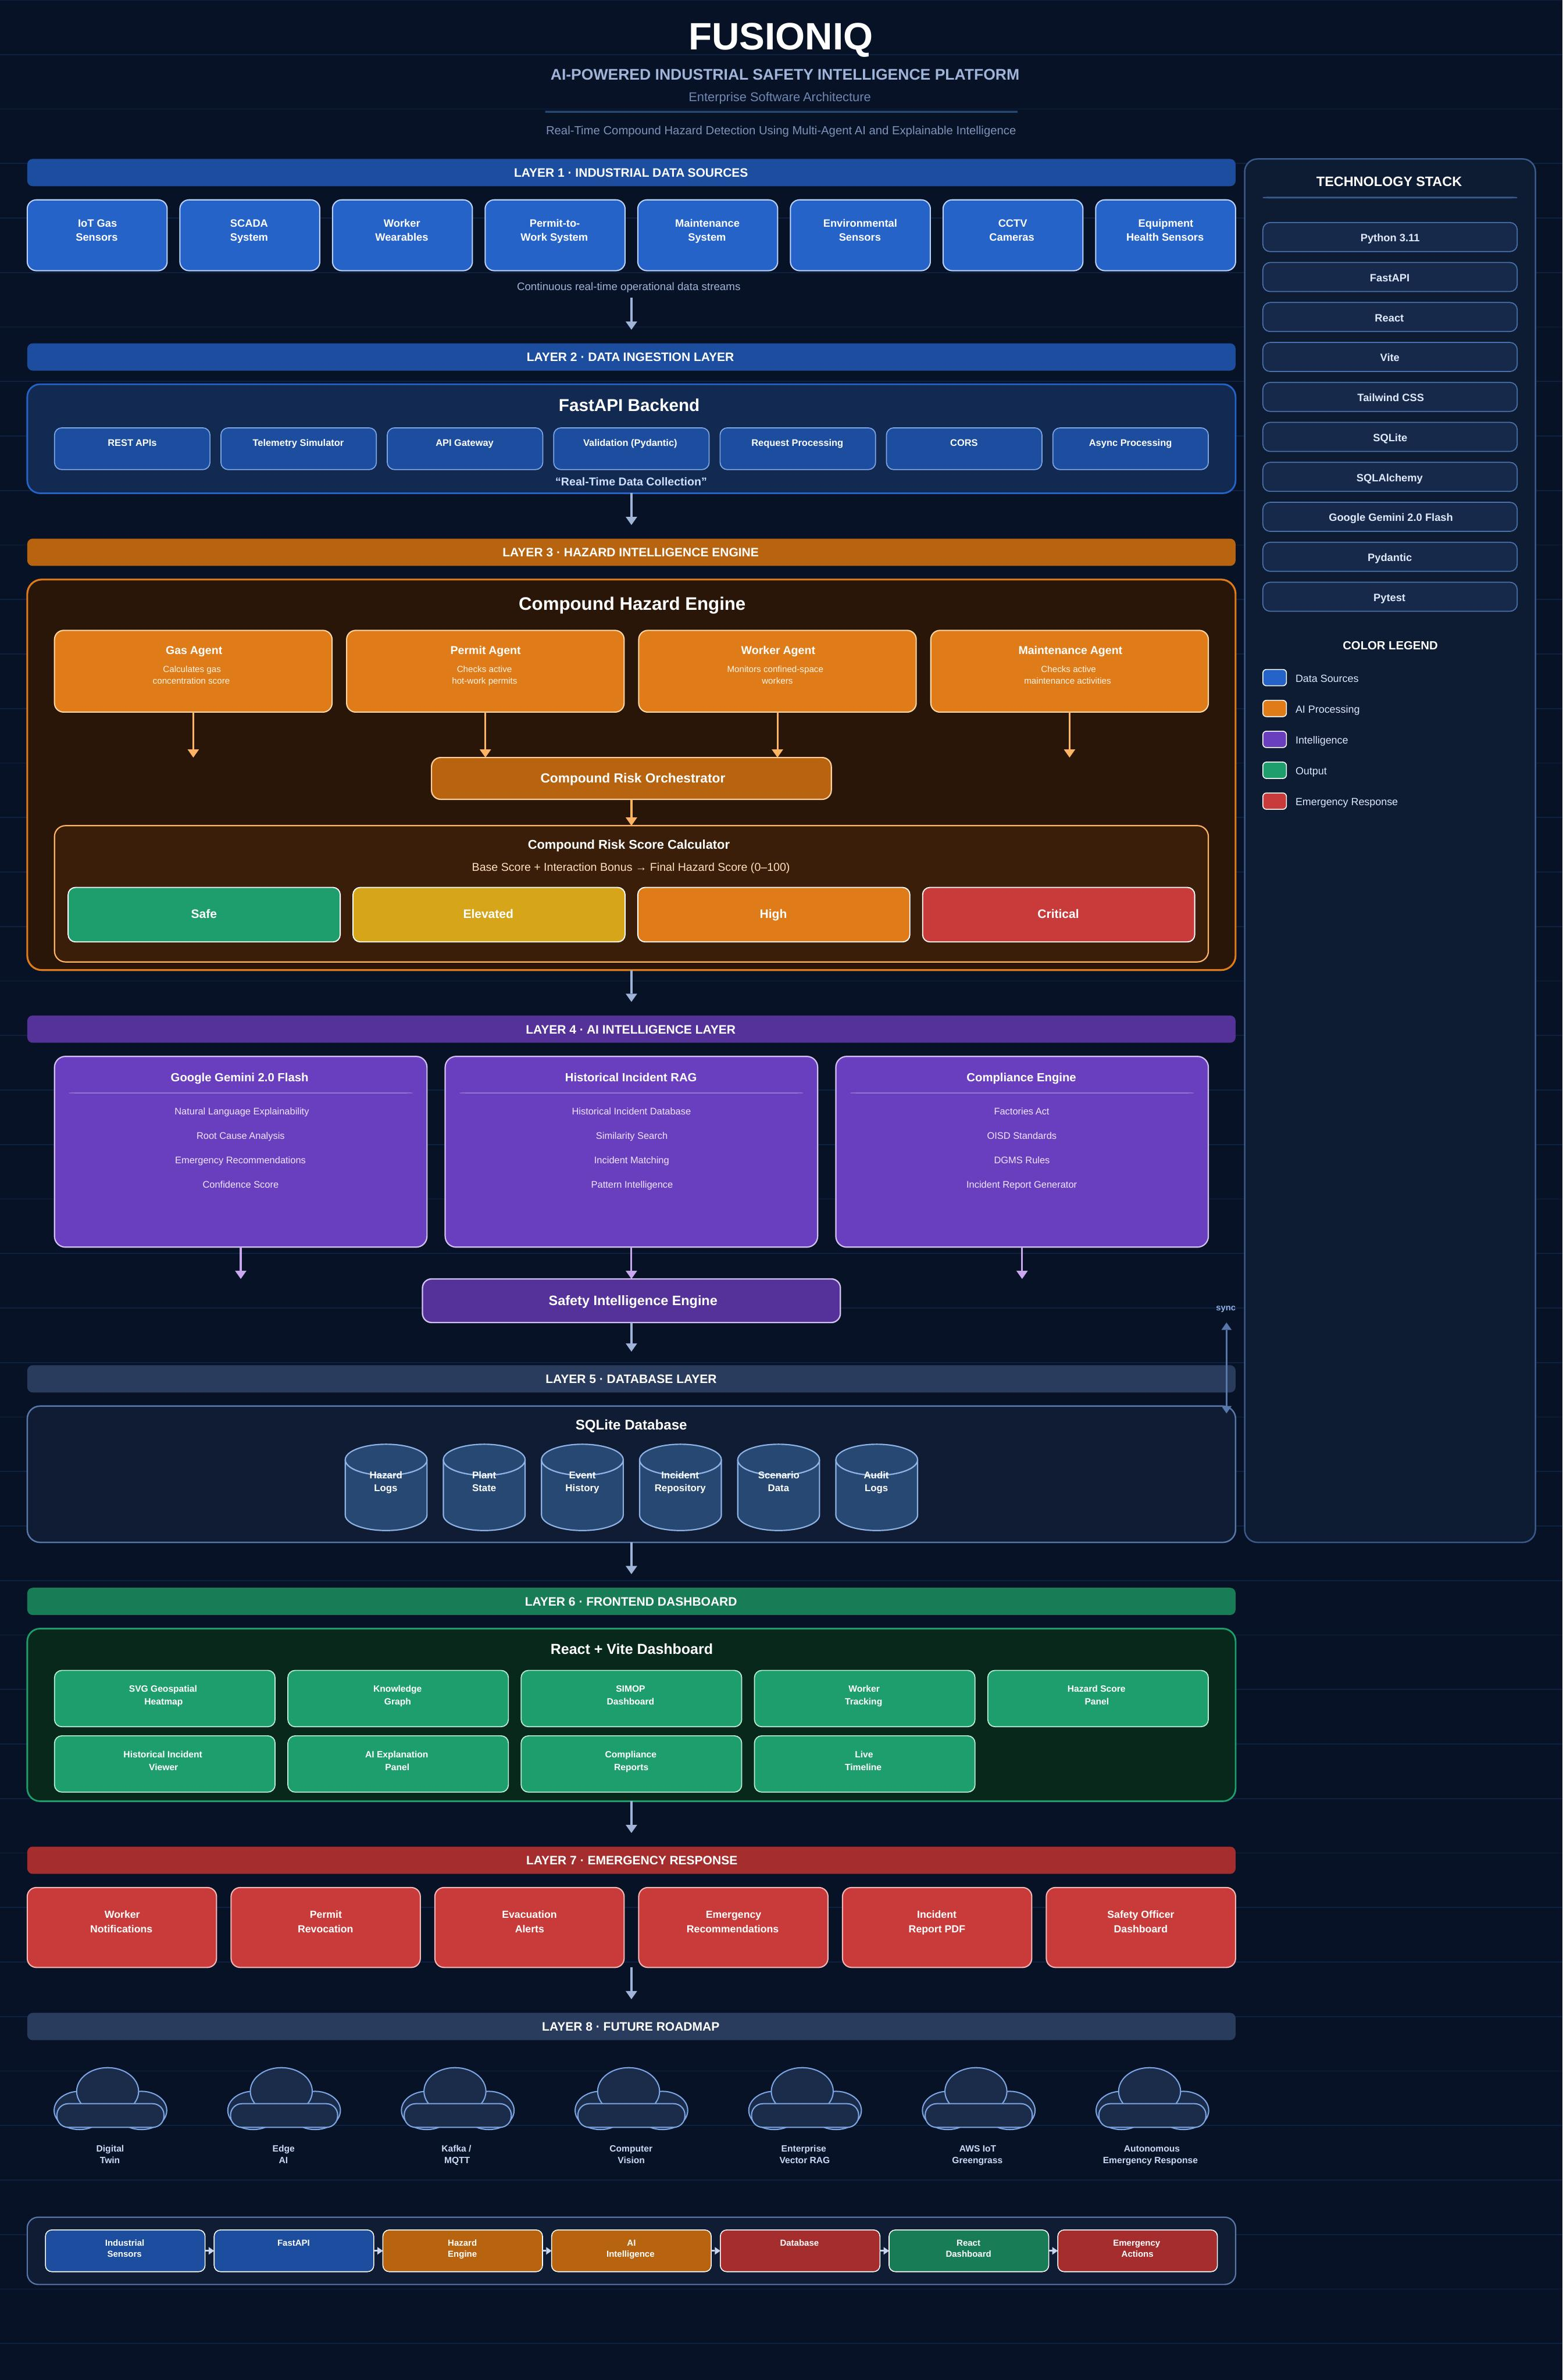 FUSIONIQ
AI-POWERED INDUSTRIAL SAFETY INTELLIGENCE PLATFORM
Enterprise Software Architecture
Real-Time Compound Hazard Detection Using Multi-Agent AI and Explainable Intelligence
LAYER 1 · INDUSTRIAL DATA SOURCES
IoT Gas
Sensors
SCADA
System
Worker
Wearables
Permit-to-
Work System
Maintenance
System
Environmental
Sensors
CCTV
Cameras
Equipment
Health Sensors
Continuous real-time operational data streams
LAYER 2 · DATA INGESTION LAYER
FastAPI Backend
REST APIs
Telemetry Simulator
API Gateway
Validation (Pydantic)
Request Processing
CORS
Async Processing
“Real-Time Data Collection”
LAYER 3 · HAZARD INTELLIGENCE ENGINE
Compound Hazard Engine
Gas Agent
Calculates gas
concentration score
Permit Agent
Checks active
hot-work permits
Worker Agent
Monitors confined-space
workers
Maintenance Agent
Checks active
maintenance activities
Compound Risk Orchestrator
Compound Risk Score Calculator
Base Score + Interaction Bonus → Final Hazard Score (0–100)
Safe
Elevated
High
Critical
LAYER 4 · AI INTELLIGENCE LAYER
Google Gemini 2.0 Flash
Natural Language Explainability
Root Cause Analysis
Emergency Recommendations
Confidence Score
Historical Incident RAG
Historical Incident Database
Similarity Search
Incident Matching
Pattern Intelligence
Compliance Engine
Factories Act
OISD Standards
DGMS Rules
Incident Report Generator
Safety Intelligence Engine
sync
LAYER 5 · DATABASE LAYER
SQLite Database
Hazard
Logs
Plant
State
Event
History
Incident
Repository
Scenario
Data
Audit
Logs
LAYER 6 · FRONTEND DASHBOARD
React + Vite Dashboard
SVG Geospatial
Heatmap
Knowledge
Graph
SIMOP
Dashboard
Worker
Tracking
Hazard Score
Panel
Historical Incident
Viewer
AI Explanation
Panel
Compliance
Reports
Live
Timeline
LAYER 7 · EMERGENCY RESPONSE
Worker
Notifications
Permit
Revocation
Evacuation
Alerts
Emergency
Recommendations
Incident
Report PDF
Safety Officer
Dashboard
LAYER 8 · FUTURE ROADMAP
Digital
Twin
Edge
AI
Kafka /
MQTT
Computer
Vision
Enterprise
Vector RAG
AWS IoT
Greengrass
Autonomous
Emergency Response
Industrial
Sensors
FastAPI
Hazard
Engine
AI
Intelligence
Database
React
Dashboard
Emergency
Actions
TECHNOLOGY STACK
Python 3.11
FastAPI
React
Vite
Tailwind CSS
SQLite
SQLAlchemy
Google Gemini 2.0 Flash
Pydantic
Pytest
COLOR LEGEND
Data Sources
AI Processing
Intelligence
Output
Emergency Response